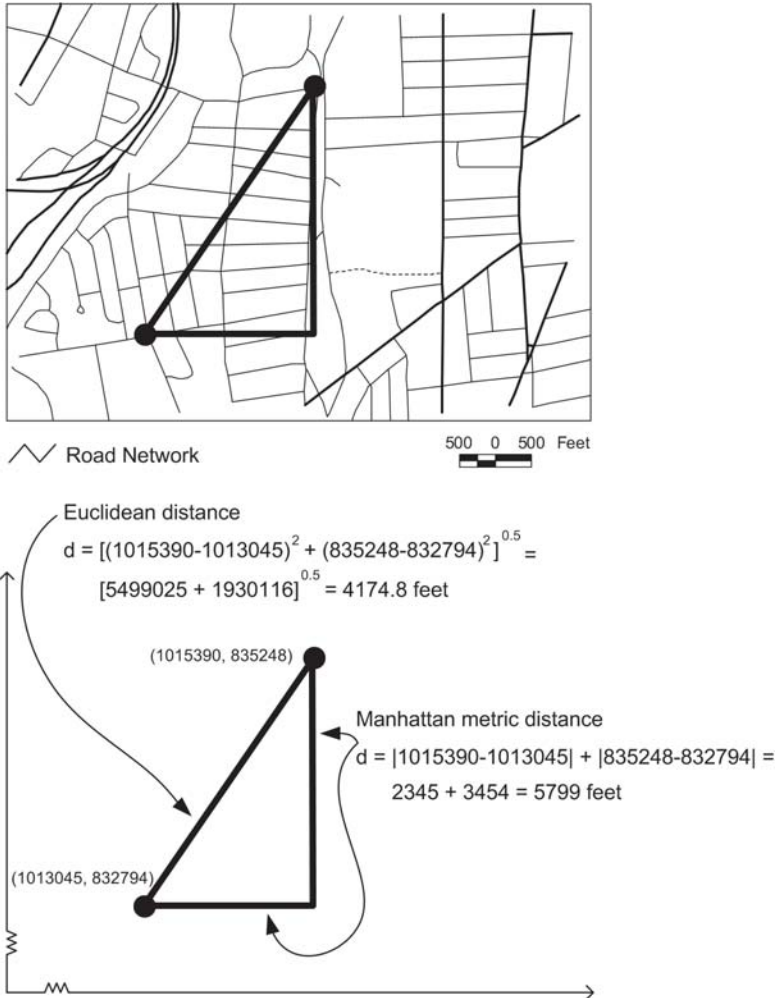 Road Network
500 0 500 Feet
Euclidean distance
d = [(1015390-1013045)² + (835248-832794)²]⁰·⁵ =
[5499025 + 1930116]⁰·⁵ = 4174.8 feet
(1015390, 835248)
Manhattan metric distance
d = |1015390-1013045| + |835248-832794| =
2345 + 3454 = 5799 feet
(1013045, 832794)